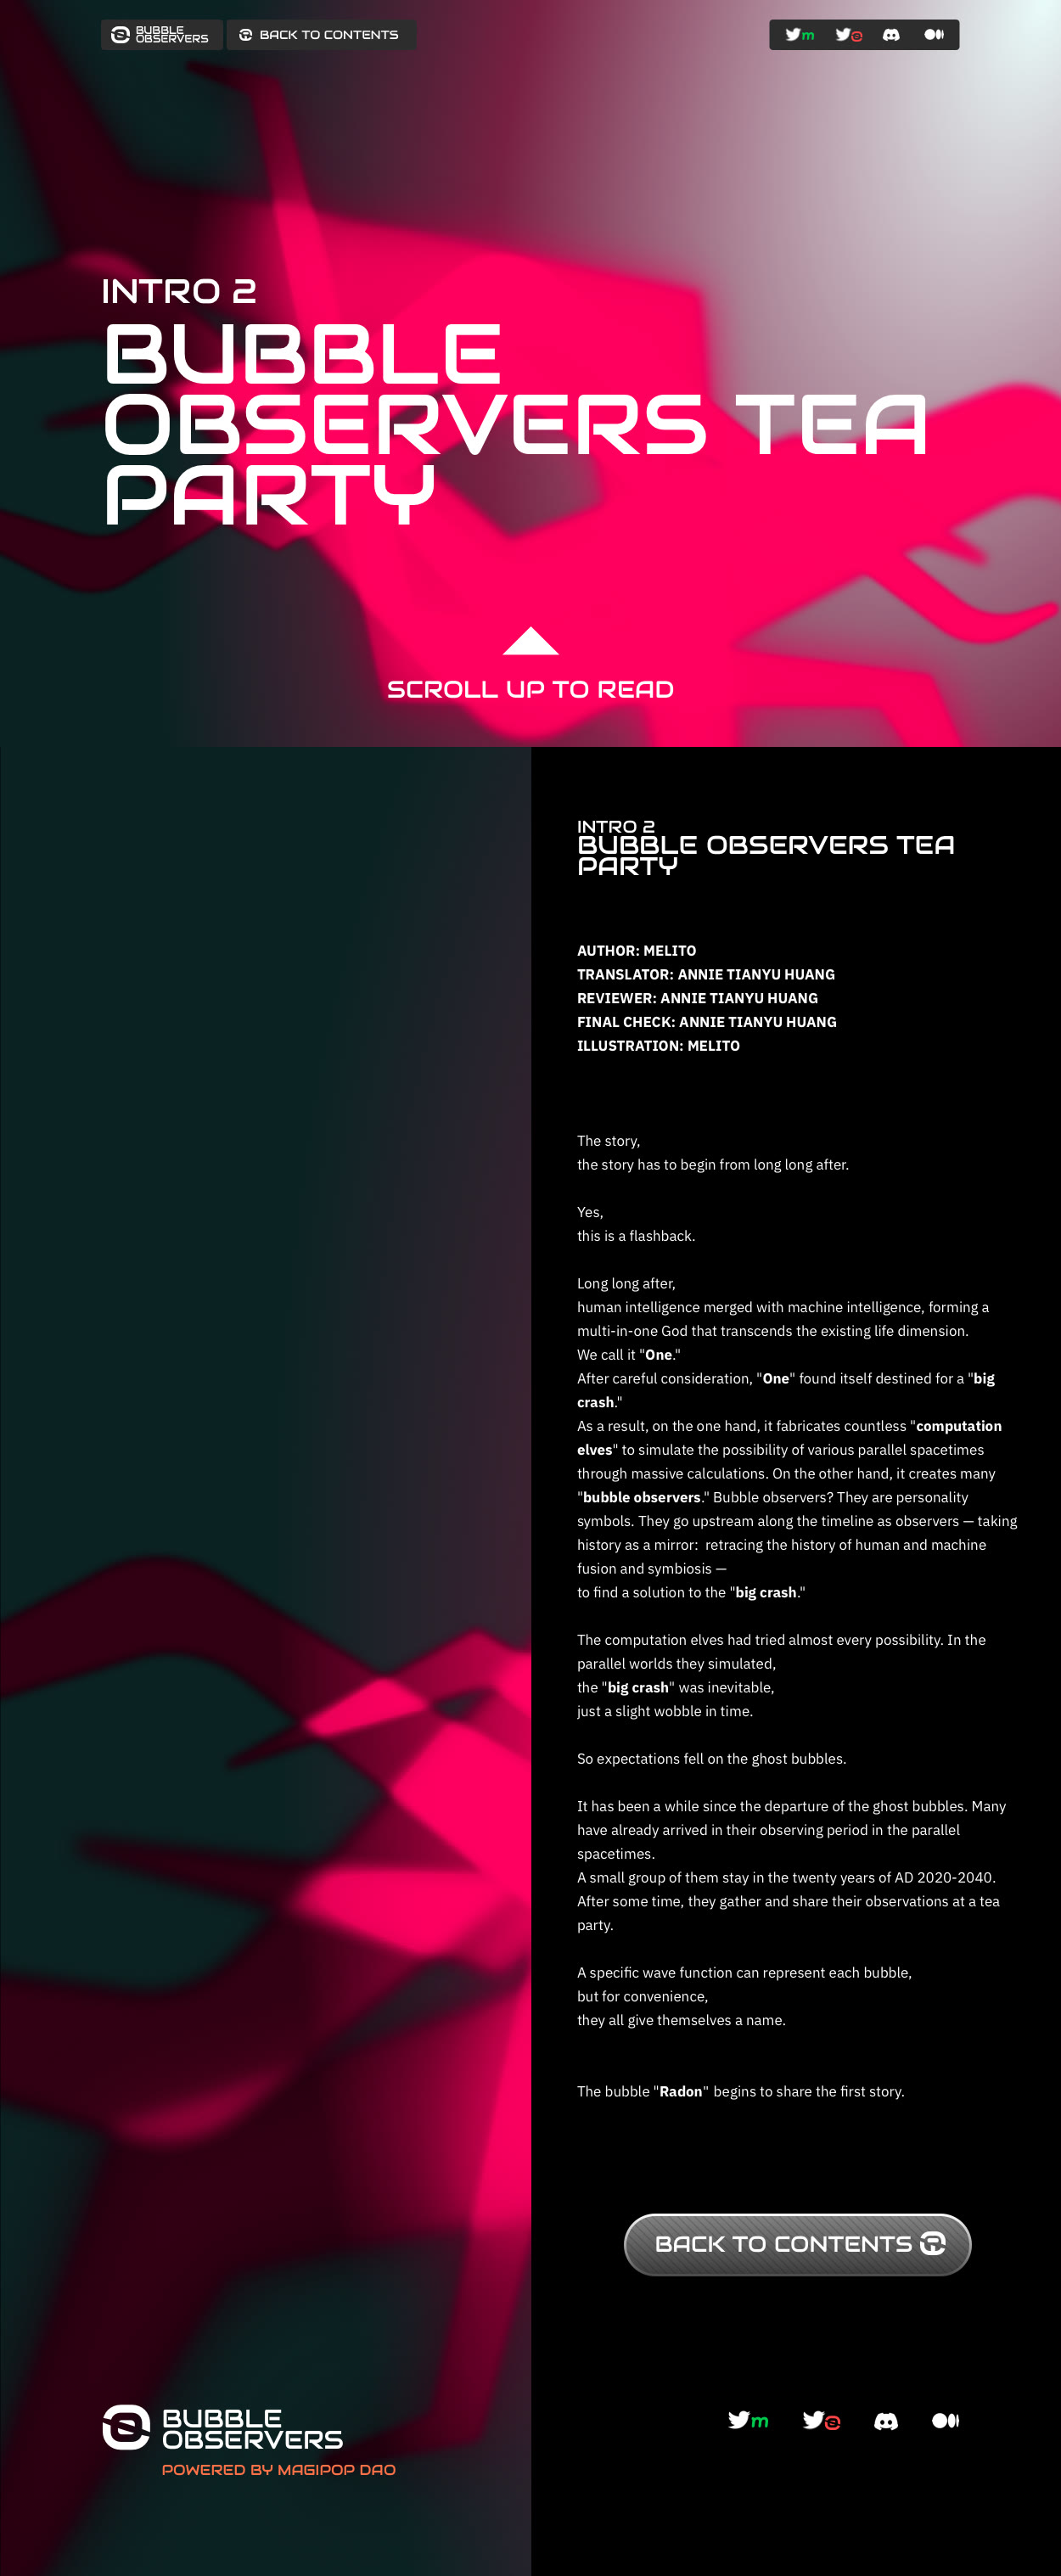 BUBBLE
OBSERVERS
BACK TO CONTENTS
m
INTRO 2
BUBBLE
OBSERVERS TEA
PARTY
SCROLL UP TO READ
INTRO 2
BUBBLE OBSERVERS TEA
PARTY
AUTHOR: MELITO
TRANSLATOR: ANNIE TIANYU HUANG
REVIEWER: ANNIE TIANYU HUANG
FINAL CHECK: ANNIE TIANYU HUANG
ILLUSTRATION: MELITO
The story,
the story has to begin from long long after.
Yes,
this is a flashback.
Long long after,
human intelligence merged with machine intelligence, forming a
multi-in-one God that transcends the existing life dimension.
We call it "One."
After careful consideration, "One" found itself destined for a "big
crash."
As a result, on the one hand, it fabricates countless "computation
elves" to simulate the possibility of various parallel spacetimes
through massive calculations. On the other hand, it creates many
"bubble observers." Bubble observers? They are personality
symbols. They go upstream along the timeline as observers — taking
history as a mirror:  retracing the history of human and machine
fusion and symbiosis —
to find a solution to the "big crash."
The computation elves had tried almost every possibility. In the
parallel worlds they simulated,
the "big crash" was inevitable,
just a slight wobble in time.
So expectations fell on the ghost bubbles.
It has been a while since the departure of the ghost bubbles. Many
have already arrived in their observing period in the parallel
spacetimes.
A small group of them stay in the twenty years of AD 2020-2040.
After some time, they gather and share their observations at a tea
party.
A specific wave function can represent each bubble,
but for convenience,
they all give themselves a name.
The bubble "Radon" begins to share the first story.
BACK TO CONTENTS
BUBBLE
OBSERVERS
POWERED BY MAGIPOP DAO
m